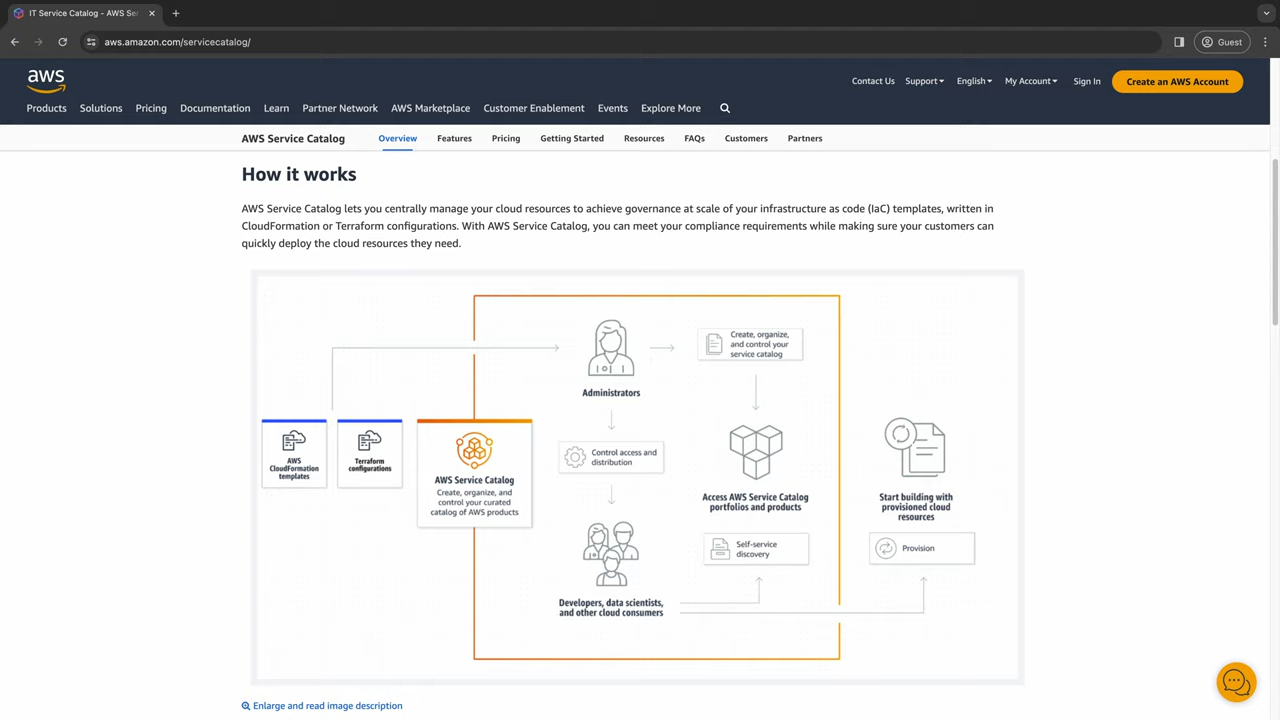 IT Service Catalog - AWS Ser
aws.amazon.com/servicecatalog/
Guest
aws
Contact Us Support English My Account Sign In Create an AWS Account
Products Solutions Pricing Documentation Learn Partner Network AWS Marketplace Customer Enablement Events Explore More
AWS Service Catalog Overview Features Pricing Getting Started Resources FAQs Customers Partners
How it works
AWS Service Catalog lets you centrally manage your cloud resources to achieve governance at scale of your infrastructure as code (IaC) templates, written in
CloudFormation or Terraform configurations. With AWS Service Catalog, you can meet your compliance requirements while making sure your customers can
quickly deploy the cloud resources they need.
AWS
CloudFormation
templates
Terraform
configurations
AWS Service Catalog
Create, organize, and
control your curated
catalog of AWS products
Administrators
Create, organize,
and control your
service catalog
Control access and
distribution
Developers, data scientists,
and other cloud consumers
Access AWS Service Catalog
portfolios and products
Self-service
discovery
Start building with
provisioned cloud
resources
Provision
Enlarge and read image description